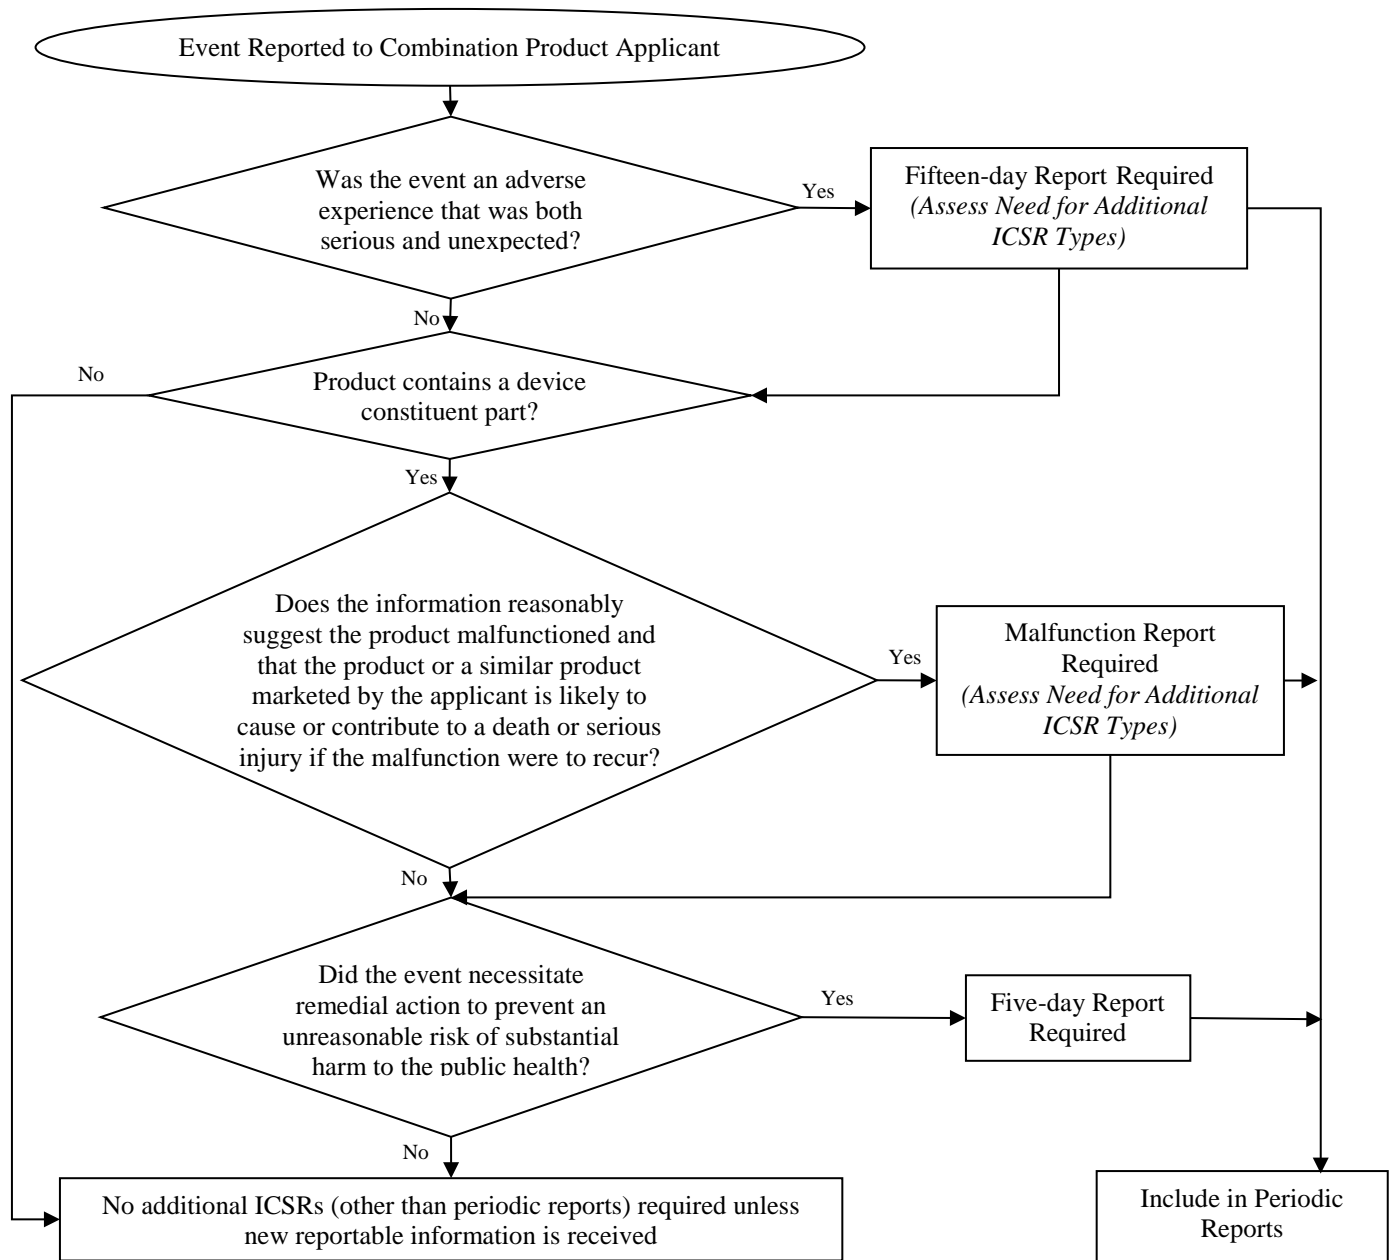 Event Reported to Combination Product Applicant
Was the event an adverse
experience that was both
serious and unexpected?
Yes
Fifteen-day Report Required
(Assess Need for Additional
ICSR Types)
No
No
Product contains a device
constituent part?
Yes
Does the information reasonably
suggest the product malfunctioned and
that the product or a similar product
marketed by the applicant is likely to
cause or contribute to a death or serious
injury if the malfunction were to recur?
Yes
Malfunction Report
Required
(Assess Need for Additional
ICSR Types)
No
Did the event necessitate
remedial action to prevent an
unreasonable risk of substantial
harm to the public health?
Yes
Five-day Report
Required
No
No additional ICSRs (other than periodic reports) required unless
new reportable information is received
Include in Periodic
Reports